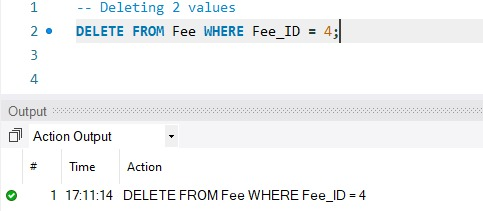 1 -- Deleting 2 values
2 DELETE FROM Fee WHERE Fee_ID = 4;
3
4
Output
Action Output
# Time Action
1 17:11:14 DELETE FROM Fee WHERE Fee_ID = 4